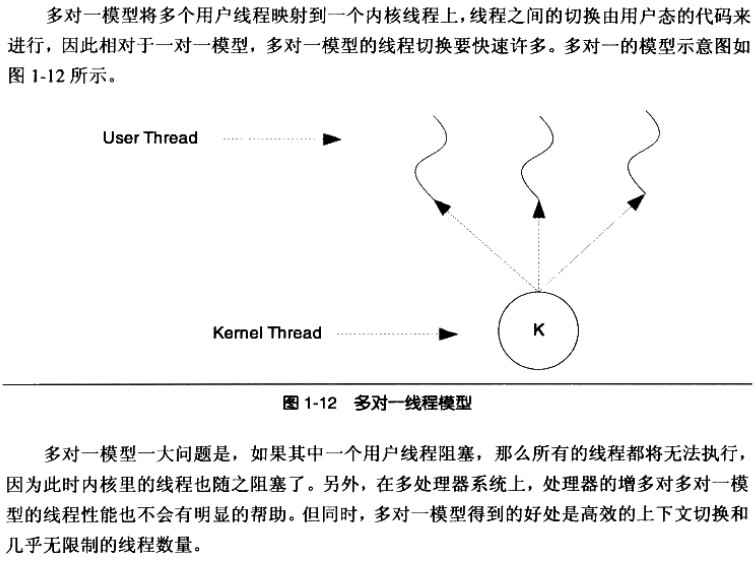 多对一模型将多个用户线程映射到一个内核线程上,线程之间的切换由用户态的代码来
进行，因此相对于一对一模型，多对一模型的线程切换要快速许多。多对一的模型示意图如
图 1-12 所示。
User Thread
Kernel Thread
K
图 1-12 多对一线程模型
多对一模型一大问题是，如果其中一个用户线程阻塞，那么所有的线程都将无法执行，
因为此时内核里的线程也随之阻塞了。另外，在多处理器系统上，处理器的增多对多对一模
型的线程性能也不会有明显的帮助。但同时，多对一模型得到的好处是高效的上下文切换和
几乎无限制的线程数量。